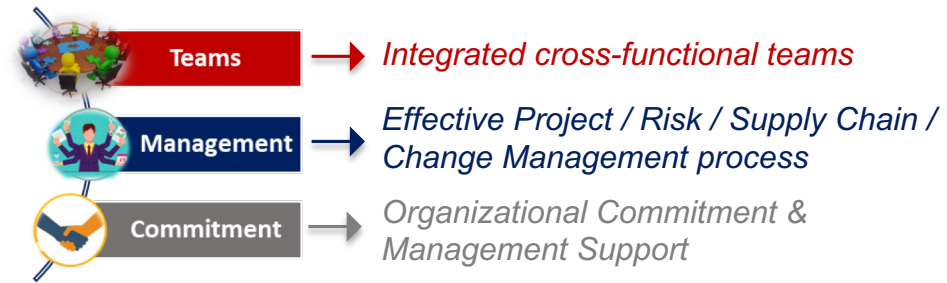 Teams
Integrated cross-functional teams
Management
Effective Project / Risk / Supply Chain /
Change Management process
Commitment
Organizational Commitment &
Management Support